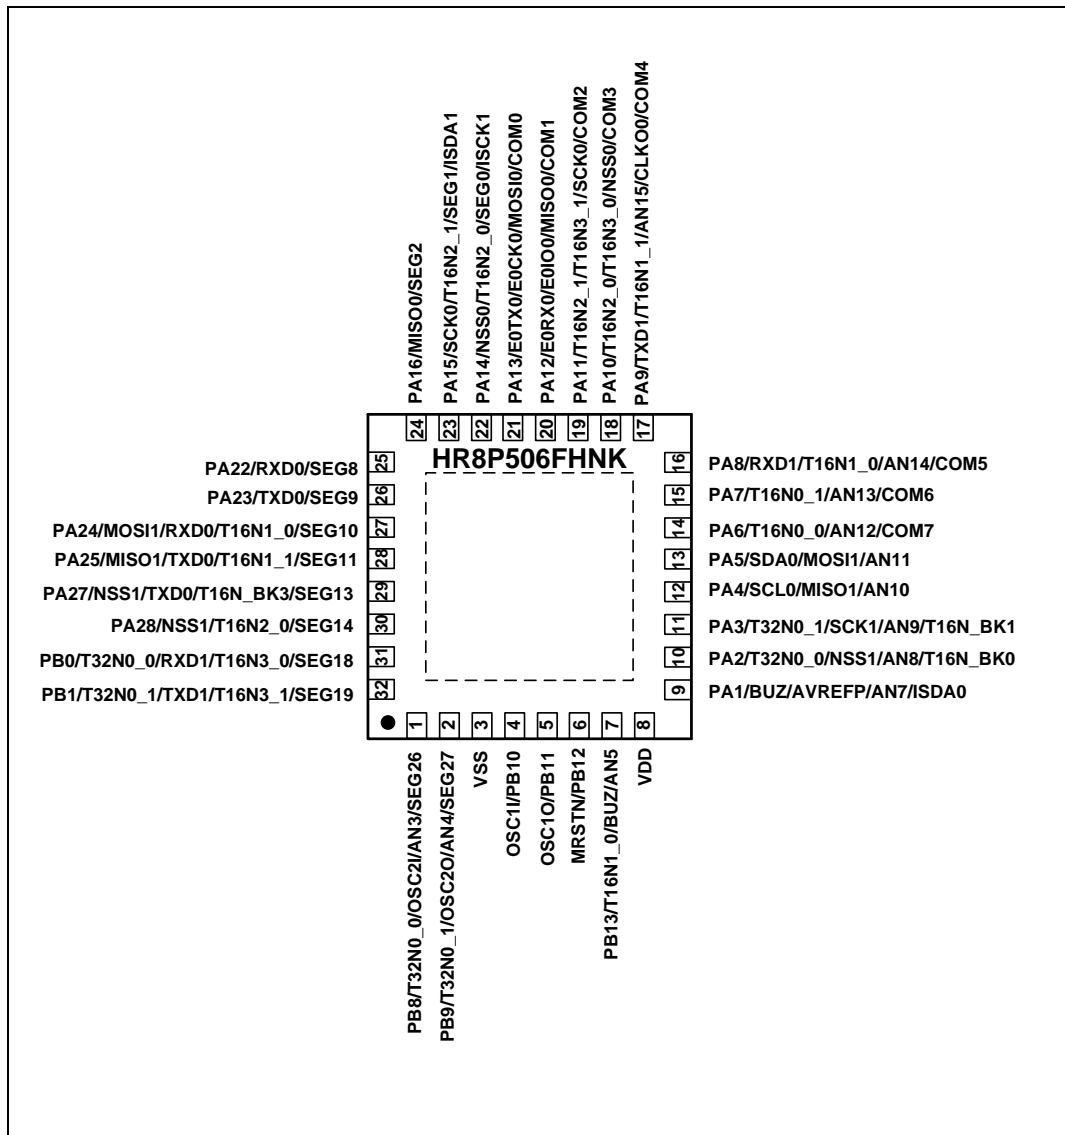 PA16/MISO0/SEG2
PA15/SCK0/T16N2_1/SEG1/ISDA1
PA14/NSS0/T16N2_0/SEG0/ISCK1
PA13/E0TX0/E0CK0/MOSI0/COM0
PA12/E0RX0/E0IO0/MISO0/COM1
PA11/T16N2_1/T16N3_1/SCK0/COM2
PA10/T16N2_0/T16N3_0/NSS0/COM3
PA9/TXD1/T16N1_1/AN15/CLKO0/COM4
24 23 22 21 20 19 18 17
HR8P506FHNK
PA22/RXD0/SEG8 25
PA23/TXD0/SEG9 26
PA24/MOSI1/RXD0/T16N1_0/SEG10 27
PA25/MISO1/TXD0/T16N1_1/SEG11 28
PA27/NSS1/TXD0/T16N_BK3/SEG13 29
PA28/NSS1/T16N2_0/SEG14 30
PB0/T32N0_0/RXD1/T16N3_0/SEG18 31
PB1/T32N0_1/TXD1/T16N3_1/SEG19 32
16 PA8/RXD1/T16N1_0/AN14/COM5
15 PA7/T16N0_1/AN13/COM6
14 PA6/T16N0_0/AN12/COM7
13 PA5/SDA0/MOSI1/AN11
12 PA4/SCL0/MISO1/AN10
11 PA3/T32N0_1/SCK1/AN9/T16N_BK1
10 PA2/T32N0_0/NSS1/AN8/T16N_BK0
9 PA1/BUZ/AVREFP/AN7/ISDA0
1 2 3 4 5 6 7 8
PB8/T32N0_0/OSC2I/AN3/SEG26
PB9/T32N0_1/OSC2O/AN4/SEG27
VSS
OSC1I/PB10
OSC1O/PB11
MRSTN/PB12
PB13/T16N1_0/BUZ/AN5
VDD